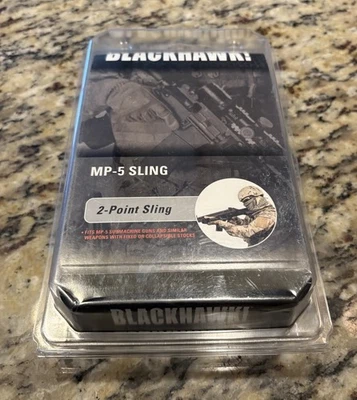 BLACKHAWK!
MP-5 SLING
2-Point Sling
• FITS MP-5 SUBMACHINE GUNS AND SIMILAR
WEAPONS WITH FIXED OR COLLAPSIBLE STOCKS
BLACKHAWK!